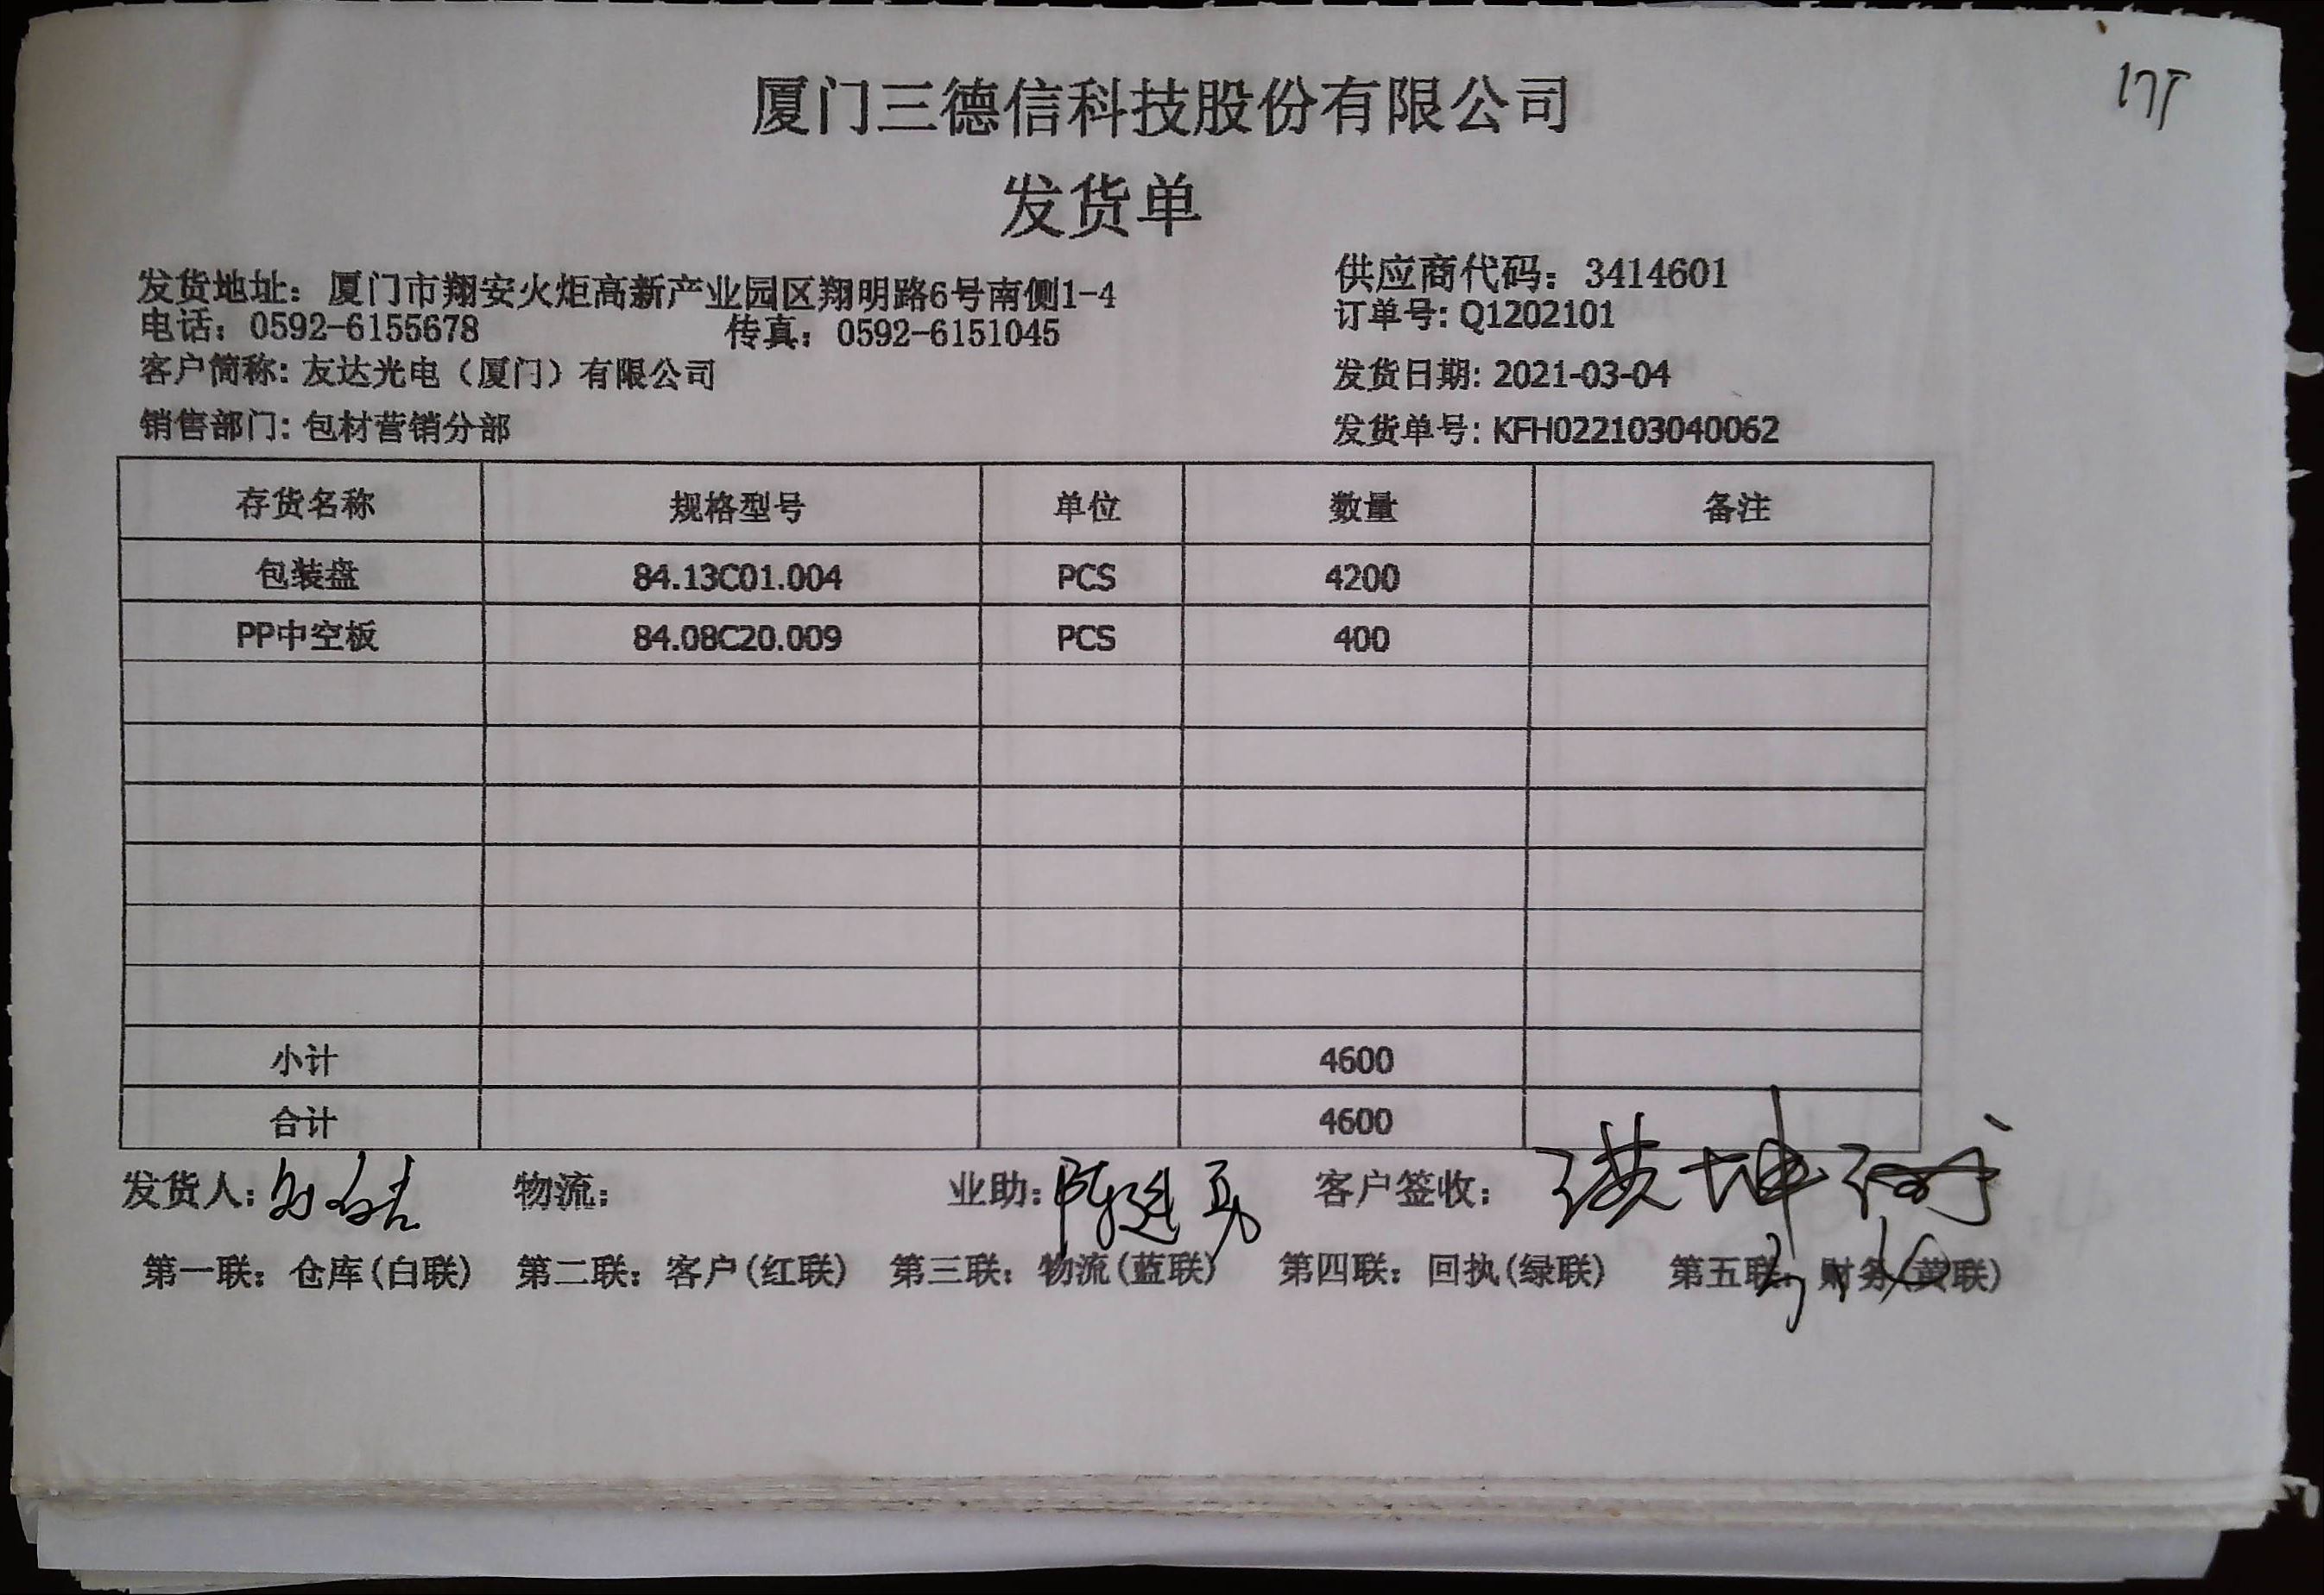 175
厦门三德信科技股份有限公司
发货单
发货地址：厦门市翔安火炬高新产业园区翔明路6号南侧1-4
供应商代码：3414601
电话：0592-6155678 传真：0592-6151045
订单号: Q1202101
客户简称: 友达光电（厦门）有限公司
发货日期: 2021-03-04
销售部门: 包材营销分部
发货单号: KFH022103040062
存货名称 规格型号 单位 数量 备注
包装盘 84.13C01.004 PCS 4200
PP中空板 84.08C20.009 PCS 400
小计 4600
合计 4600
发货人: 物流: 业助: 客户签收:
第一联：仓库(白联) 第二联：客户(红联) 第三联：物流(蓝联) 第四联：回执(绿联) 第五联：财务(黄联)